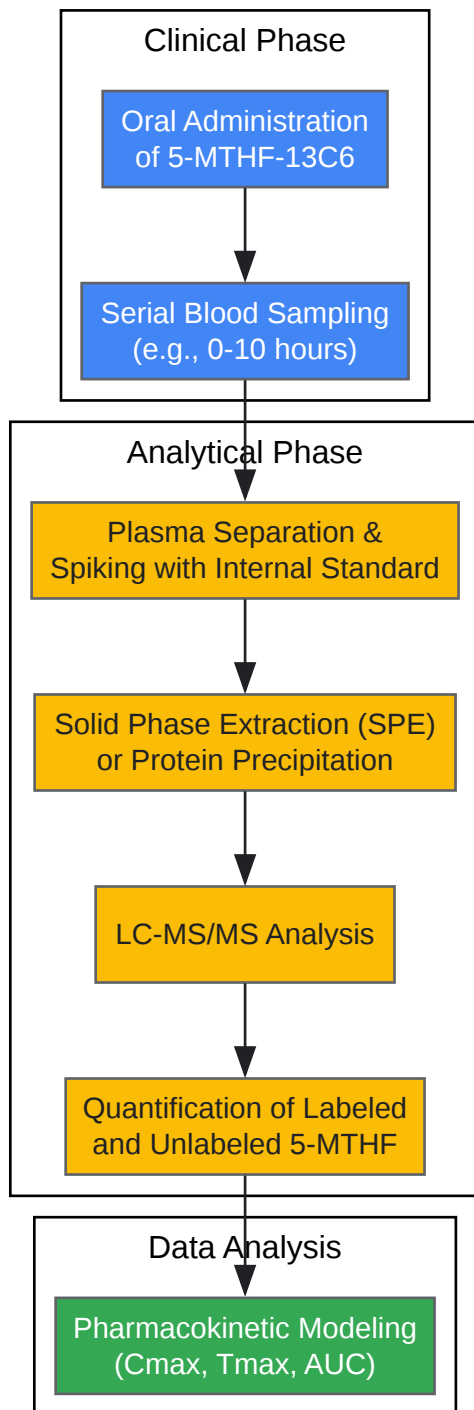 Clinical Phase
Oral Administration
of 5-MTHF-13C6
Serial Blood Sampling
(e.g., 0-10 hours)
Analytical Phase
Plasma Separation &
Spiking with Internal Standard
Solid Phase Extraction (SPE)
or Protein Precipitation
LC-MS/MS Analysis
Quantification of Labeled
and Unlabeled 5-MTHF
Data Analysis
Pharmacokinetic Modeling
(Cmax, Tmax, AUC)